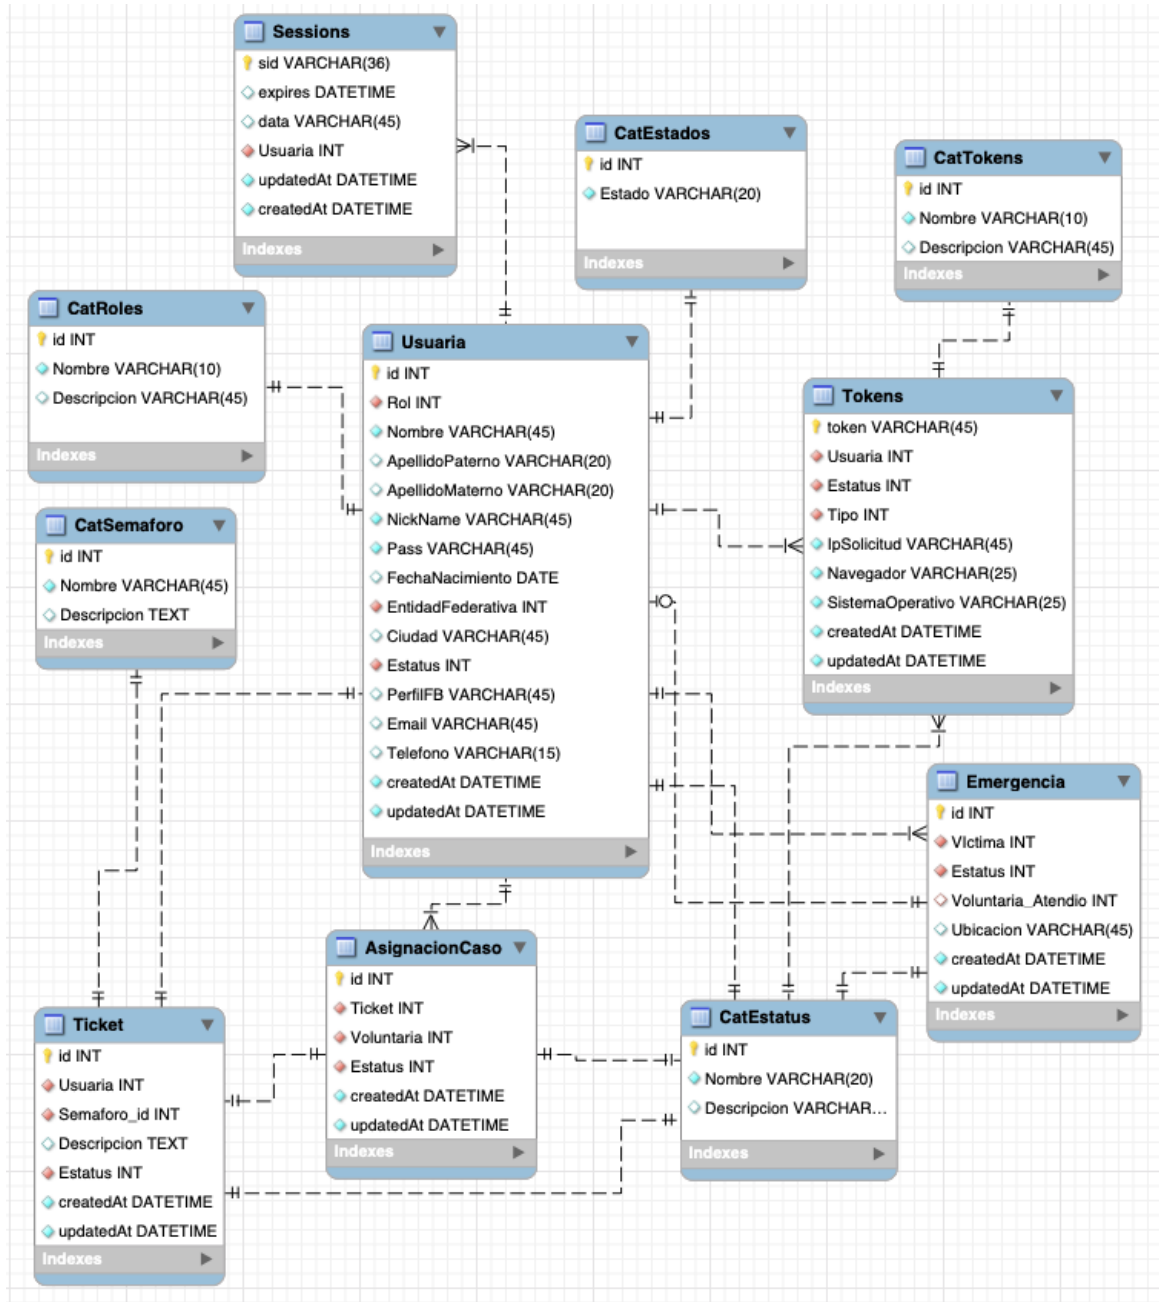 Sessions
sid VARCHAR(36)
expires DATETIME
data VARCHAR(45)
Usuaria INT
updatedAt DATETIME
createdAt DATETIME
Indexes
CatEstados
id INT
Estado VARCHAR(20)
Indexes
CatTokens
id INT
Nombre VARCHAR(10)
Descripcion VARCHAR(45)
Indexes
CatRoles
id INT
Nombre VARCHAR(10)
Descripcion VARCHAR(45)
Indexes
Usuaria
id INT
Rol INT
Nombre VARCHAR(45)
ApellidoPaterno VARCHAR(20)
ApellidoMaterno VARCHAR(20)
NickName VARCHAR(45)
Pass VARCHAR(45)
FechaNacimiento DATE
EntidadFederativa INT
Ciudad VARCHAR(45)
Estatus INT
PerfilFB VARCHAR(45)
Email VARCHAR(45)
Telefono VARCHAR(15)
createdAt DATETIME
updatedAt DATETIME
Indexes
Tokens
token VARCHAR(45)
Usuaria INT
Estatus INT
Tipo INT
IpSolicitud VARCHAR(45)
Navegador VARCHAR(25)
SistemaOperativo VARCHAR(25)
createdAt DATETIME
updatedAt DATETIME
Indexes
CatSemaforo
id INT
Nombre VARCHAR(45)
Descripcion TEXT
Indexes
Emergencia
id INT
VIctima INT
Estatus INT
Voluntaria_Atendio INT
Ubicacion VARCHAR(45)
createdAt DATETIME
updatedAt DATETIME
Indexes
AsignacionCaso
id INT
Ticket INT
Voluntaria INT
Estatus INT
createdAt DATETIME
updatedAt DATETIME
Indexes
CatEstatus
id INT
Nombre VARCHAR(20)
Descripcion VARCHAR...
Indexes
Ticket
id INT
Usuaria INT
Semaforo_id INT
Descripcion TEXT
Estatus INT
createdAt DATETIME
updatedAt DATETIME
Indexes